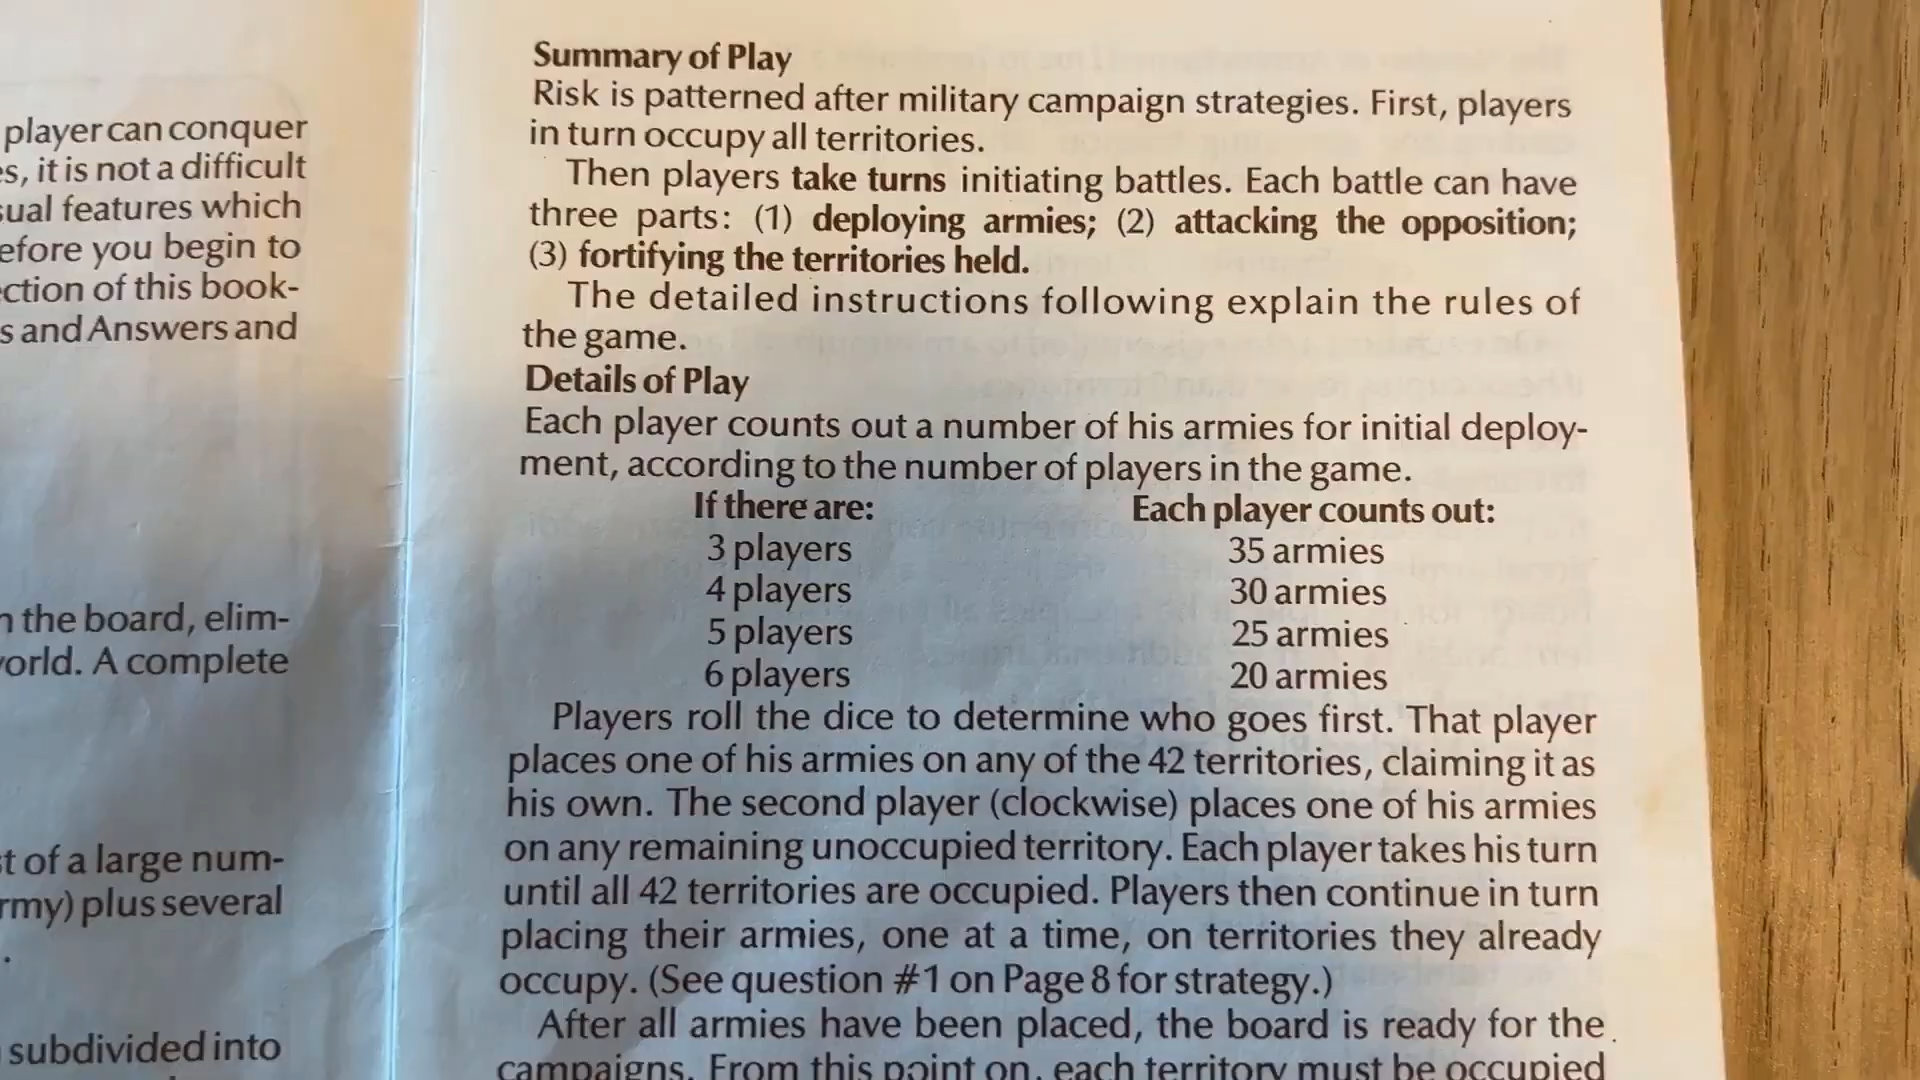 player can conquer
it is not a difficult
features which
you begin to
of this book-
and Answers and
the board, elim-
A complete
of a large num-
plus several
subdivided into
Summary of Play
Risk is patterned after military campaign strategies. First, players
in turn occupy all territories.
Then players take turns initiating battles. Each battle can have
three parts: (1) deploying armies; (2) attacking the opposition;
(3) fortifying the territories held.
The detailed instructions following explain the rules of
the game.
Details of Play
Each player counts out a number of his armies for initial deploy-
ment, according to the number of players in the game.
If there are: Each player counts out:
3 players 35 armies
4 players 30 armies
5 players 25 armies
6 players 20 armies
Players roll the dice to determine who goes first. That player
places one of his armies on any of the 42 territories, claiming it as
his own. The second player (clockwise) places one of his armies
on any remaining unoccupied territory. Each player takes his turn
until all 42 territories are occupied. Players then continue in turn
placing their armies, one at a time, on territories they already
occupy. (See question #1 on Page 8 for strategy.)
After all armies have been placed, the board is ready for the
campaigns. From this point on, each territory must be occupied